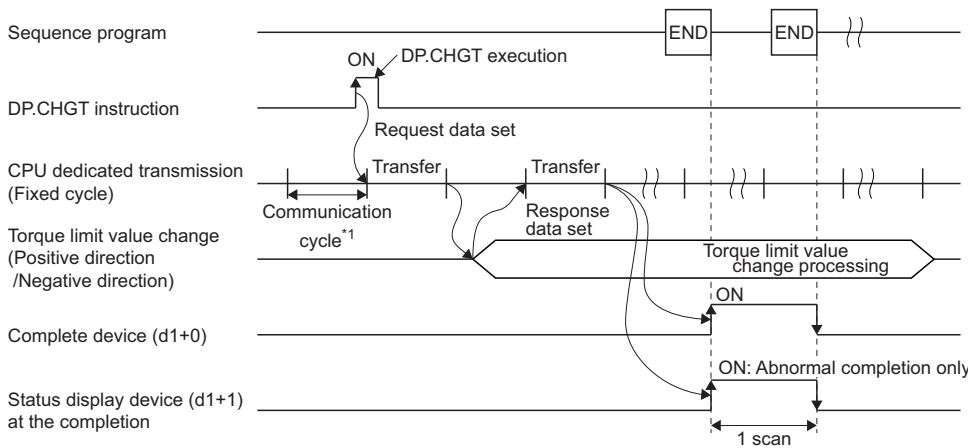 Sequence program
END
END
ON
DP.CHGT execution
DP.CHGT instruction
Request data set
CPU dedicated transmission
(Fixed cycle)
Transfer
Transfer
Communication
cycle*1
Response
data set
Torque limit value change
(Positive direction
/Negative direction)
Torque limit value
change processing
ON
Complete device (d1+0)
ON: Abnormal completion only
Status display device (d1+1)
at the completion
1 scan